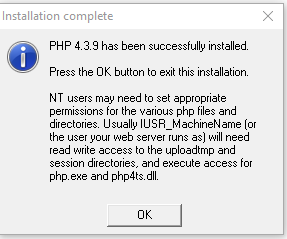 Installation complete
PHP 4.3.9 has been successfully installed.
Press the OK button to exit this installation.
NT users may need to set appropriate
permissions for the various php files and
directories. Usually IUSR_MachineName (or
the user your web server runs as) will need
read write access to the uploadtmp and
session directories, and execute access for
php.exe and php4ts.dll.
OK